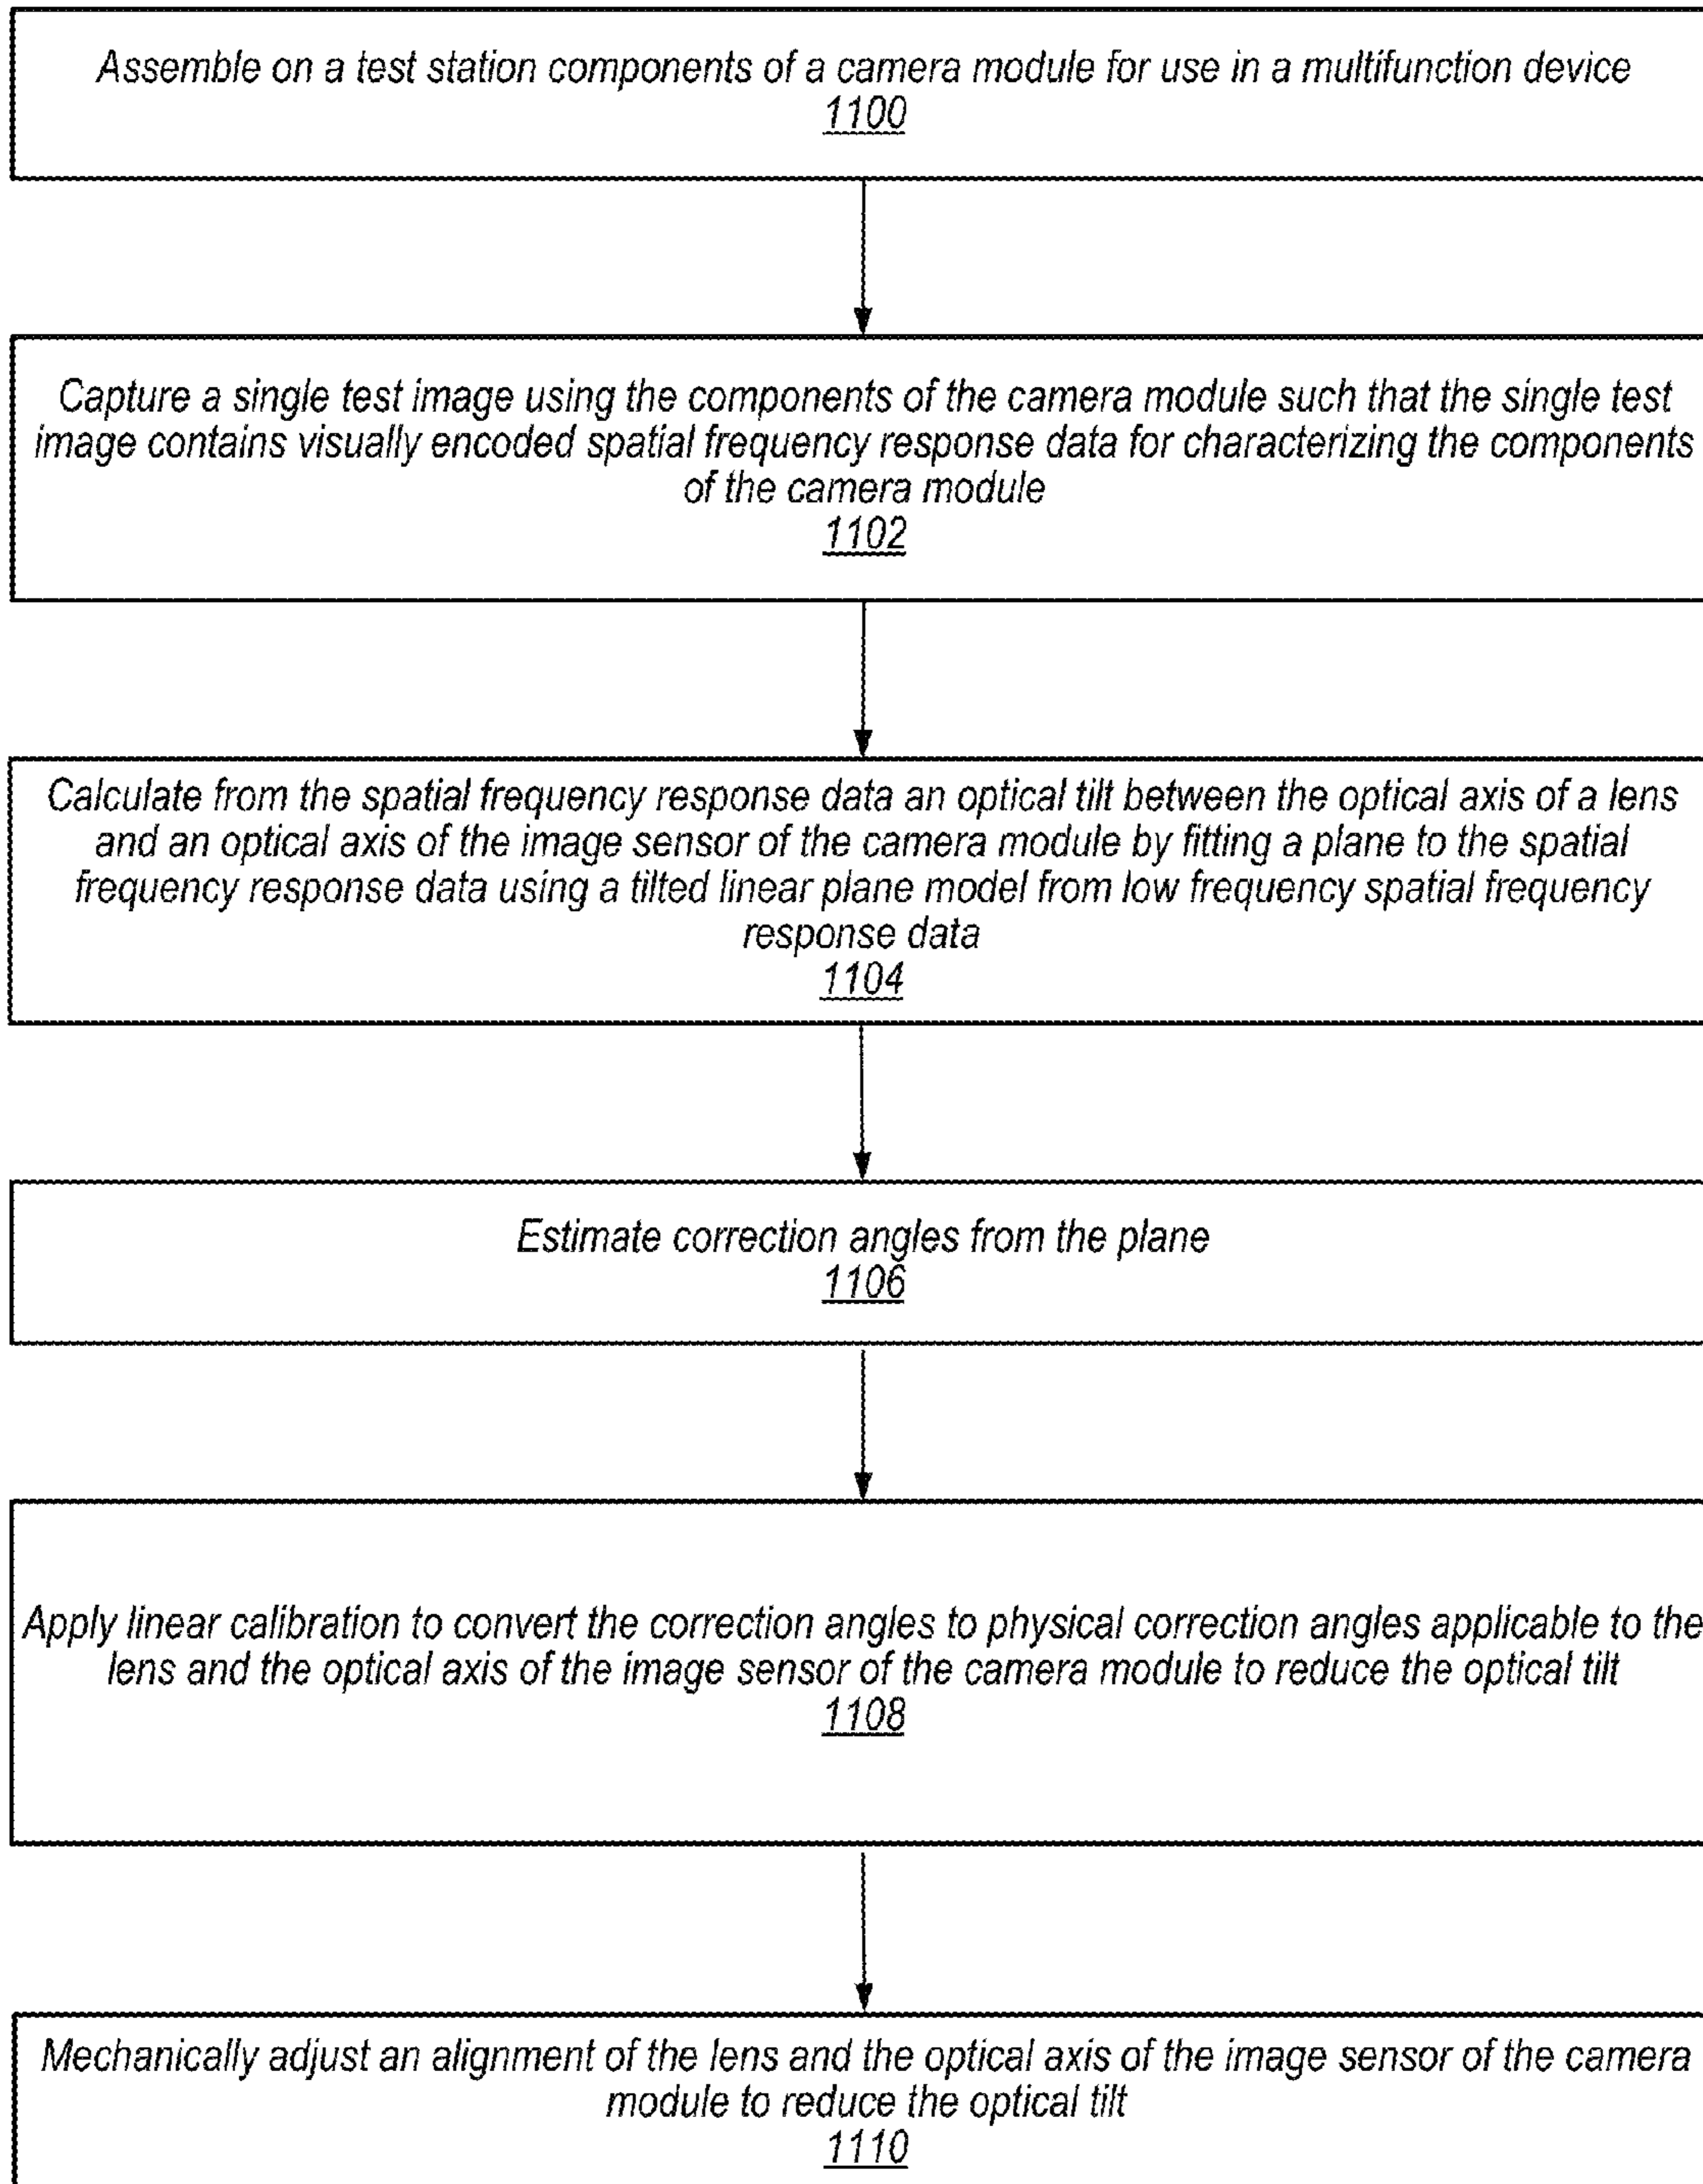 Assemble on a test station components of a camera module for use in a multifunction device
1100
Capture a single test image using the components of the camera module such that the single test
image contains visually encoded spatial frequency response data for characterizing the components
of the camera module
1102
Calculate from the spatial frequency response data an optical tilt between the optical axis of a lens
and an optical axis of the image sensor of the camera module by fitting a plane to the spatial
frequency response data using a tilted linear plane model from low frequency spatial frequency
response data
1104
Estimate correction angles from the plane
1106
Apply linear calibration to convert the correction angles to physical correction angles applicable to the
lens and the optical axis of the image sensor of the camera module to reduce the optical tilt
1108
Mechanically adjust an alignment of the lens and the optical axis of the image sensor of the camera
module to reduce the optical tilt
1110